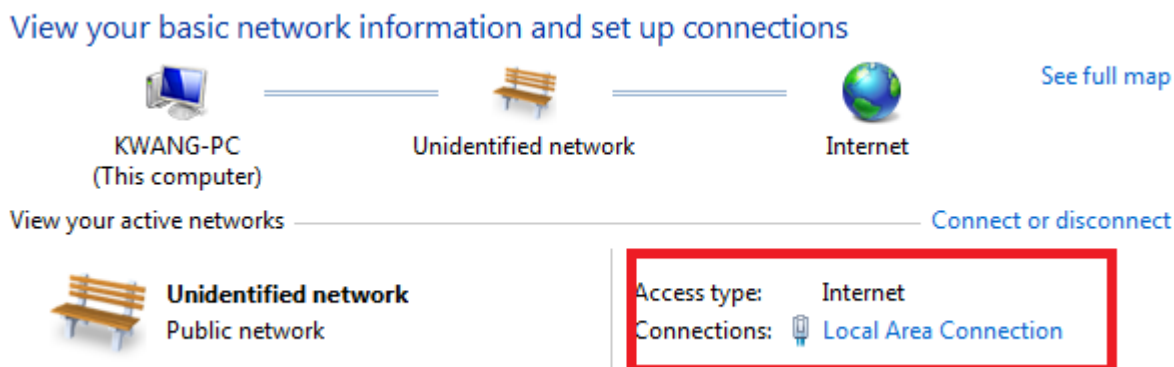 View your basic network information and set up connections
See full map
KWANG-PC
(This computer)
Unidentified network
Internet
View your active networks
Connect or disconnect
Unidentified network
Public network
Access type: Internet
Connections: Local Area Connection